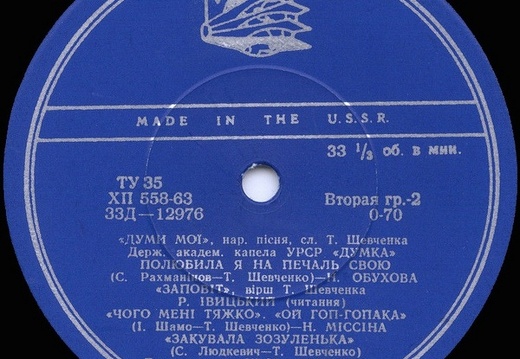 MADE IN THE U.S.S.R.
33 1/3 об. в мин.
ТУ 35
ХП 558-63
33Д—12976
Вторая гр.-2
0-70
«ДУМИ МОЇ», нар. пісня, сл. Т. Шевченка
Держ. академ. капела УРСР «ДУМКА»
ПОЛЮБИЛА Я НА ПЕЧАЛЬ СВОЮ
(С. Рахманінов—Т. Шевченко)—Н. ОБУХОВА
«ЗАПОВІТ», вірш Т. Шевченка
Р. ІВИЦЬКИЙ (читання)
«ЧОГО МЕНІ ТЯЖКО». «ОЙ ГОП-ГОПАКА»
(І. Шамо—Т. Шевченко)—Н. МІССІНА
«ЗАКУВАЛА ЗОЗУЛЕНЬКА»
(С. Людкевич—Т. Шевченко)